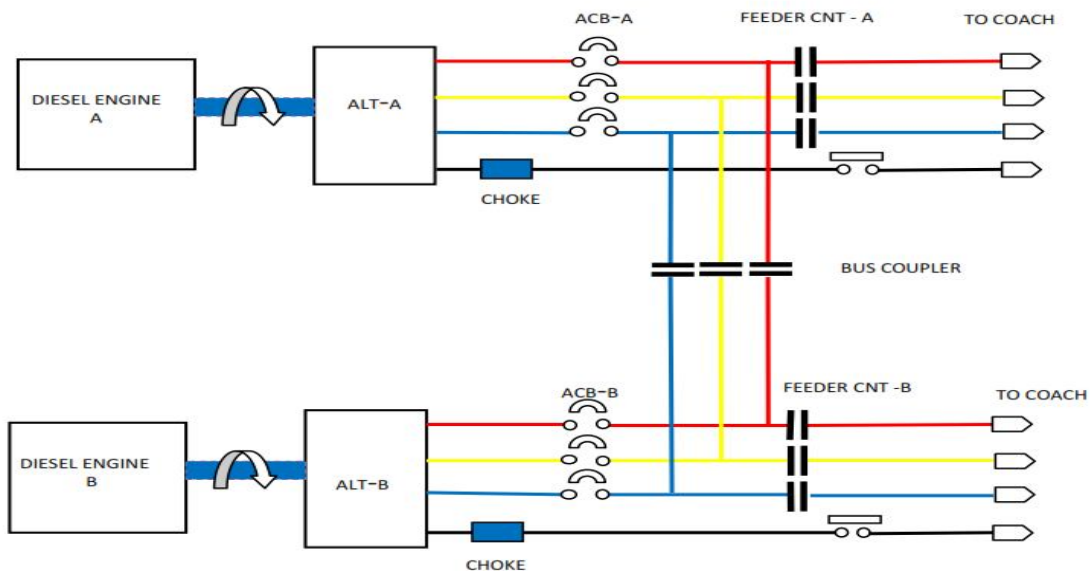 ACB-A
FEEDER CNT - A
TO COACH
DIESEL ENGINE
A
ALT-A
CHOKE
BUS COUPLER
ACB-B
FEEDER CNT -B
TO COACH
DIESEL ENGINE
B
ALT-B
CHOKE